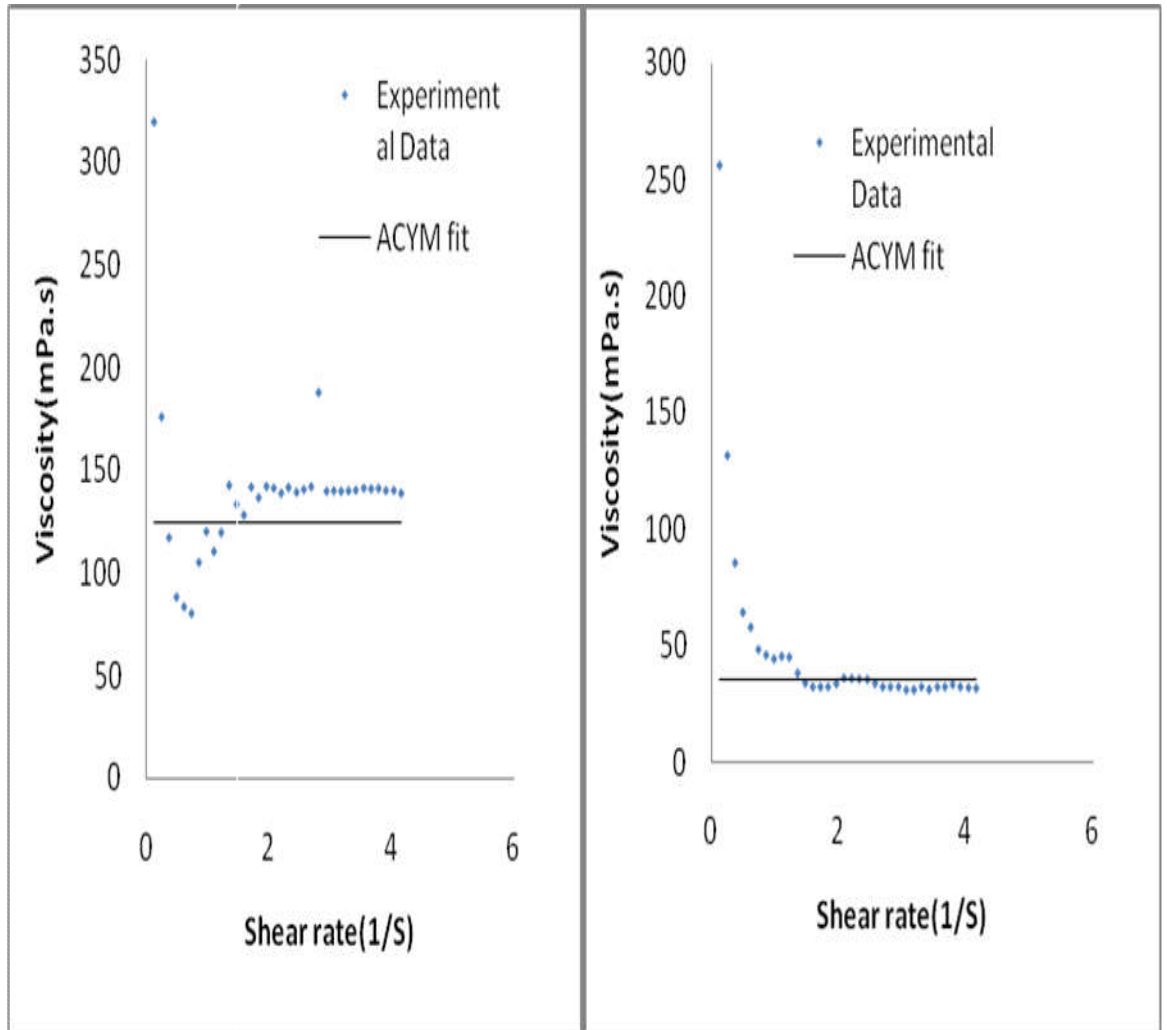 350
300
250
200
150
100
50
0
Viscosity(mPa.s)
Experiment
al Data
ACYM fit
0 2 4 6
Shear rate(1/S)
300
250
200
150
100
50
0
Viscosity(mPa.s)
Experimental
Data
ACYM fit
0 2 4 6
Shear rate(1/S)